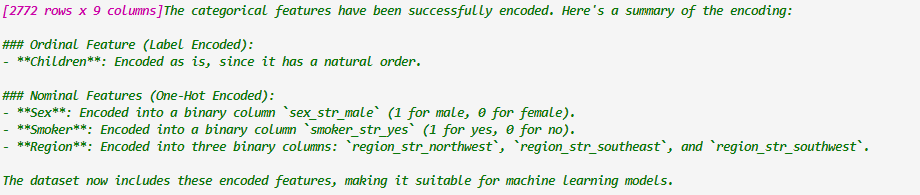 [2772 rows x 9 columns]The categorical features have been successfully encoded. Here's a summary of the encoding:
### Ordinal Feature (Label Encoded):
- **Children**: Encoded as is, since it has a natural order.
### Nominal Features (One-Hot Encoded):
- **Sex**: Encoded into a binary column `sex_str_male` (1 for male, 0 for female).
- **Smoker**: Encoded into a binary column `smoker_str_yes` (1 for yes, 0 for no).
- **Region**: Encoded into three binary columns: `region_str_northwest`, `region_str_southeast`, and `region_str_southwest`.
The dataset now includes these encoded features, making it suitable for machine learning models.